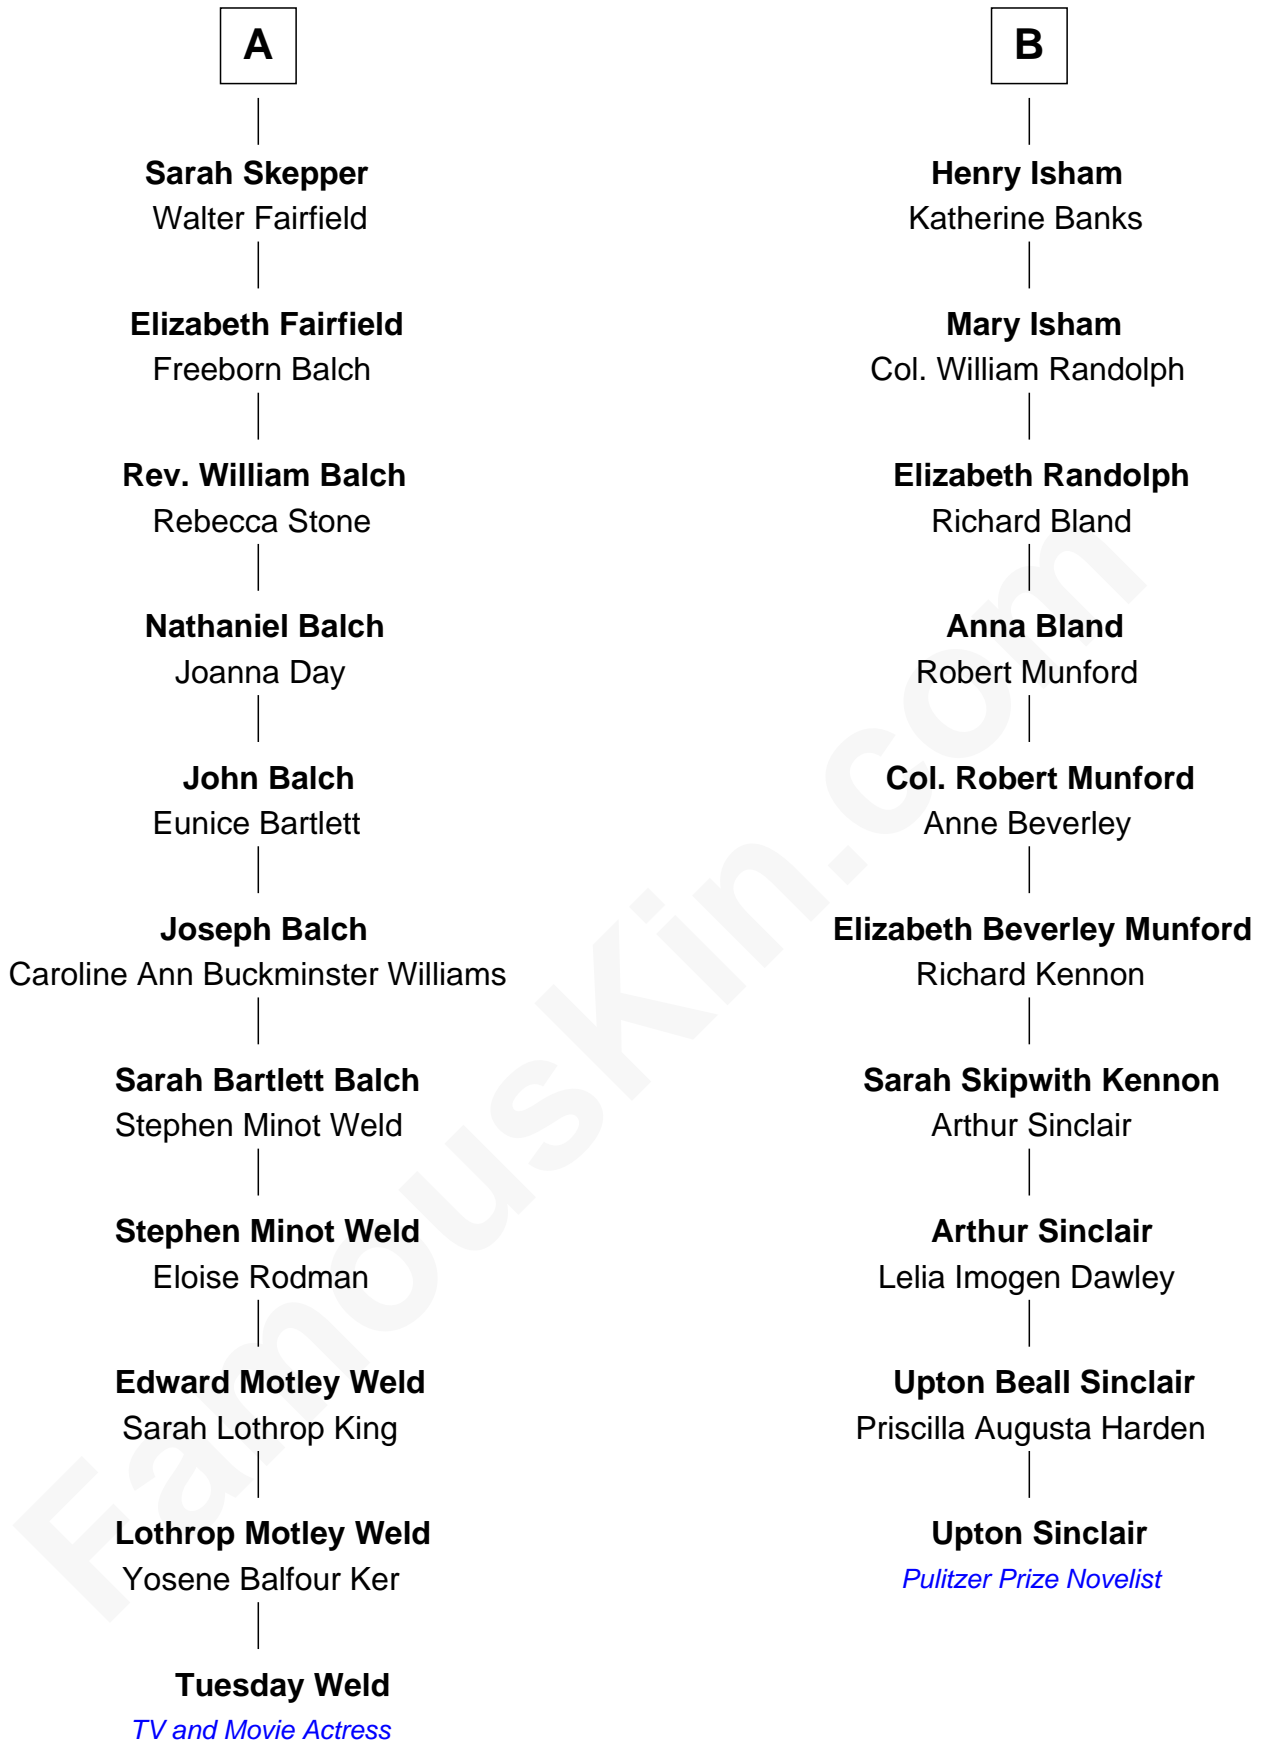 A
Sarah Skepper
Walter Fairfield
Elizabeth Fairfield
Freeborn Balch
Rev. William Balch
Rebecca Stone
Nathaniel Balch
Joanna Day
John Balch
Eunice Bartlett
Joseph Balch
Caroline Ann Buckminster Williams
Sarah Bartlett Balch
Stephen Minot Weld
Stephen Minot Weld
Eloise Rodman
Edward Motley Weld
Sarah Lothrop King
Lothrop Motley Weld
Yosene Balfour Ker
Tuesday Weld
TV and Movie Actress
B
Henry Isham
Katherine Banks
Mary Isham
Col. William Randolph
Elizabeth Randolph
Richard Bland
Anna Bland
Robert Munford
Col. Robert Munford
Anne Beverley
Elizabeth Beverley Munford
Richard Kennon
Sarah Skipwith Kennon
Arthur Sinclair
Arthur Sinclair
Lelia Imogen Dawley
Upton Beall Sinclair
Priscilla Augusta Harden
Upton Sinclair
Pulitzer Prize Novelist
FamousKin.com